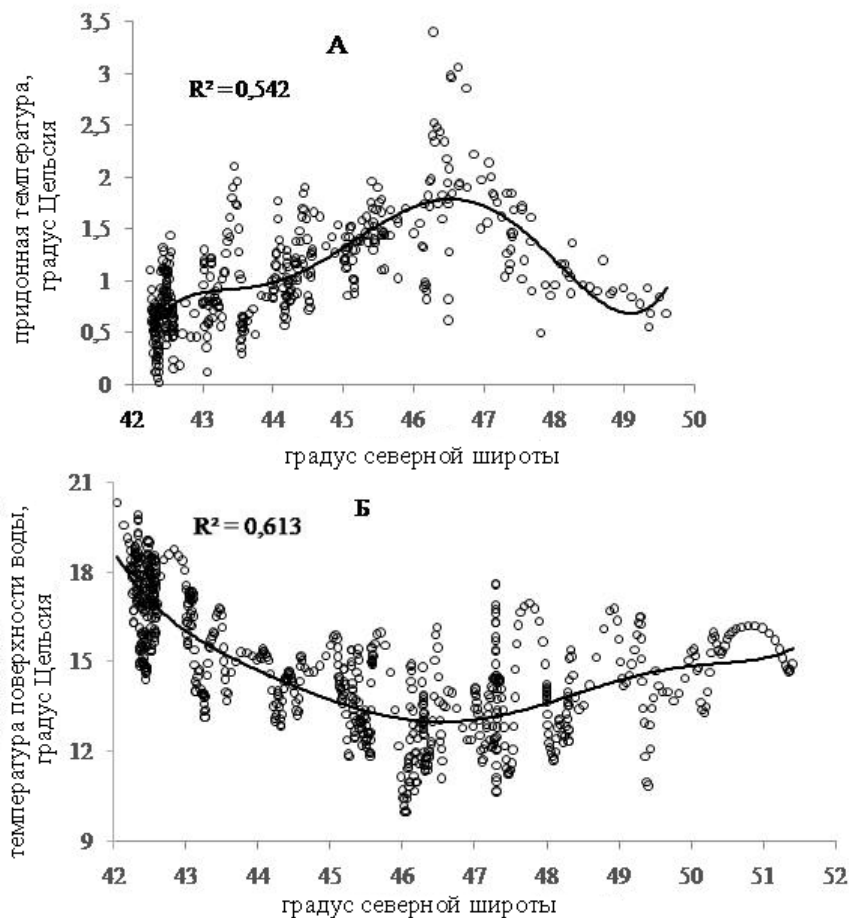 3,5
А
3
R² = 0,542
2,5
2
1,5
1
0,5
0
придонная температура,
градус Цельсия
42 43 44 45 46 47 48 49 50
градус северной широты
21
Б
R² = 0,613
18
15
12
9
температура поверхности воды,
градус Цельсия
42 43 44 45 46 47 48 49 50 51 52
градус северной широты